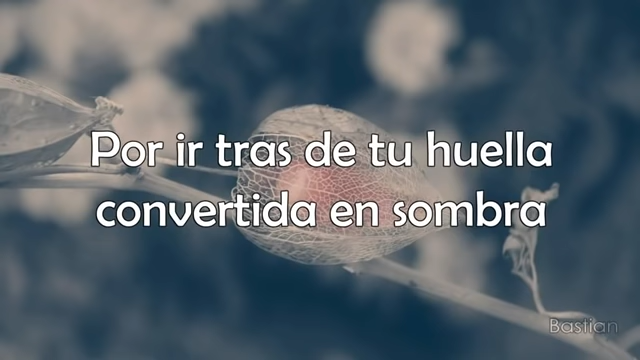 Por ir tras de tu huella
convertida en sombra
Bastian